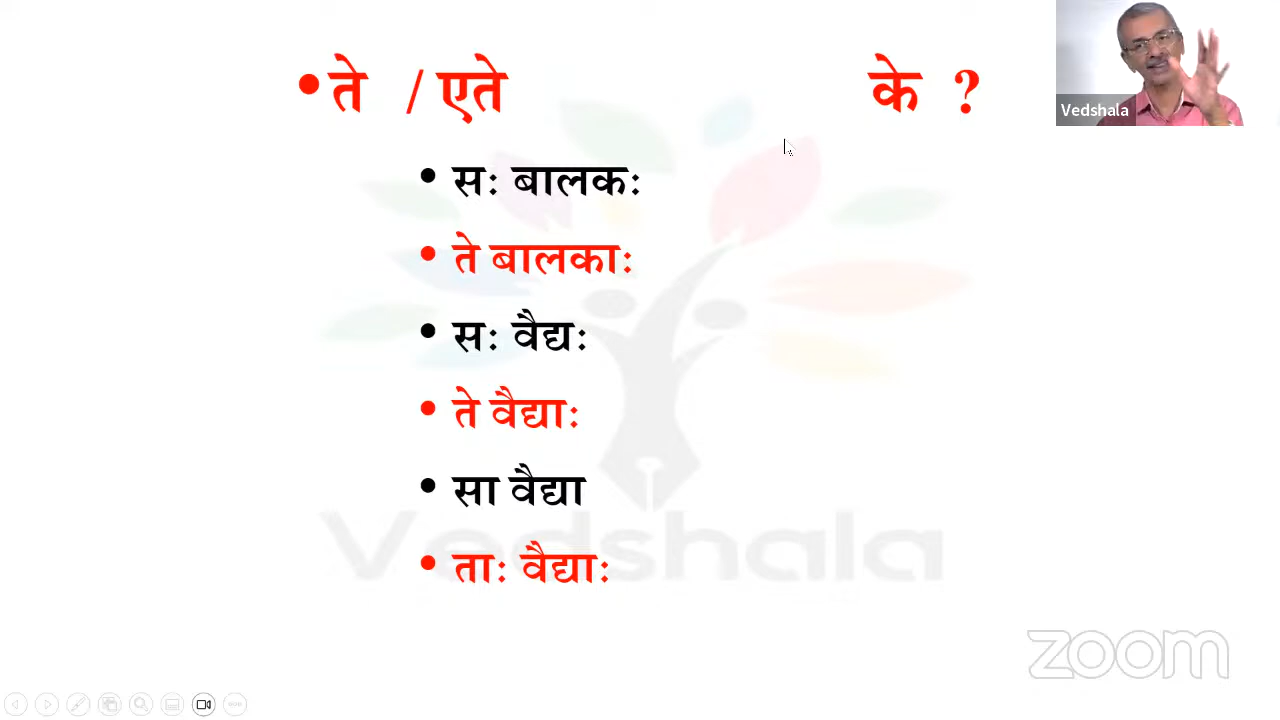 • ते / एते के ?
Vedshala
• सः बालकः
• ते बालकाः
• सः वैद्यः
• ते वैद्याः
• सा वैद्या
• ताः वैद्याः
Vedshala
zoom